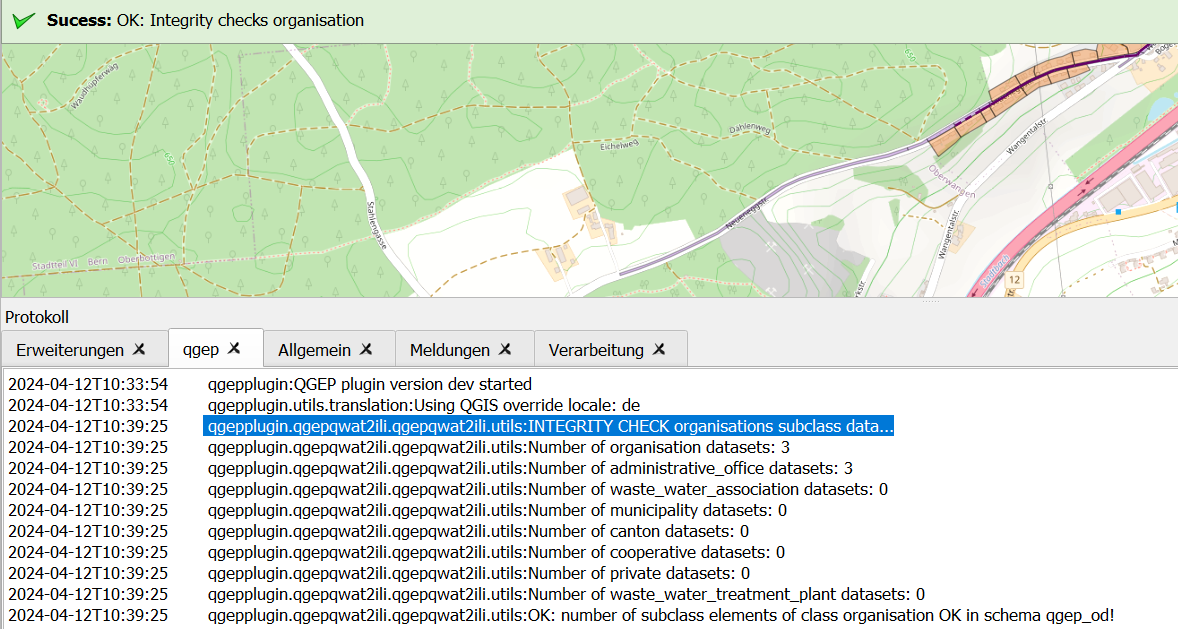 Sucess: OK: Integrity checks organisation
Waldhüpferweg
650
650
Dahlenweg
Eichelweg
Wangentalstr.
Oberwangen
Stahlengasse
Neueneggstr.
Wangentalstr.
Stadtteil VI Bern Oberbottigen
Stadtbach
12
Protokoll
Erweiterungen
qgep
Allgemein
Meldungen
Verarbeitung
2024-04-12T10:33:54 qgepplugin:QGEP plugin version dev started
2024-04-12T10:33:54 qgepplugin.utils.translation:Using QGIS override locale: de
2024-04-12T10:39:25 qgepplugin.qgepqwat2ili.qgepqwat2ili.utils:INTEGRITY CHECK organisations subclass data...
2024-04-12T10:39:25 qgepplugin.qgepqwat2ili.qgepqwat2ili.utils:Number of organisation datasets: 3
2024-04-12T10:39:25 qgepplugin.qgepqwat2ili.qgepqwat2ili.utils:Number of administrative_office datasets: 3
2024-04-12T10:39:25 qgepplugin.qgepqwat2ili.qgepqwat2ili.utils:Number of waste_water_association datasets: 0
2024-04-12T10:39:25 qgepplugin.qgepqwat2ili.qgepqwat2ili.utils:Number of municipality datasets: 0
2024-04-12T10:39:25 qgepplugin.qgepqwat2ili.qgepqwat2ili.utils:Number of canton datasets: 0
2024-04-12T10:39:25 qgepplugin.qgepqwat2ili.qgepqwat2ili.utils:Number of cooperative datasets: 0
2024-04-12T10:39:25 qgepplugin.qgepqwat2ili.qgepqwat2ili.utils:Number of private datasets: 0
2024-04-12T10:39:25 qgepplugin.qgepqwat2ili.qgepqwat2ili.utils:Number of waste_water_treatment_plant datasets: 0
2024-04-12T10:39:25 qgepplugin.qgepqwat2ili.qgepqwat2ili.utils:OK: number of subclass elements of class organisation OK in schema qgep_od!